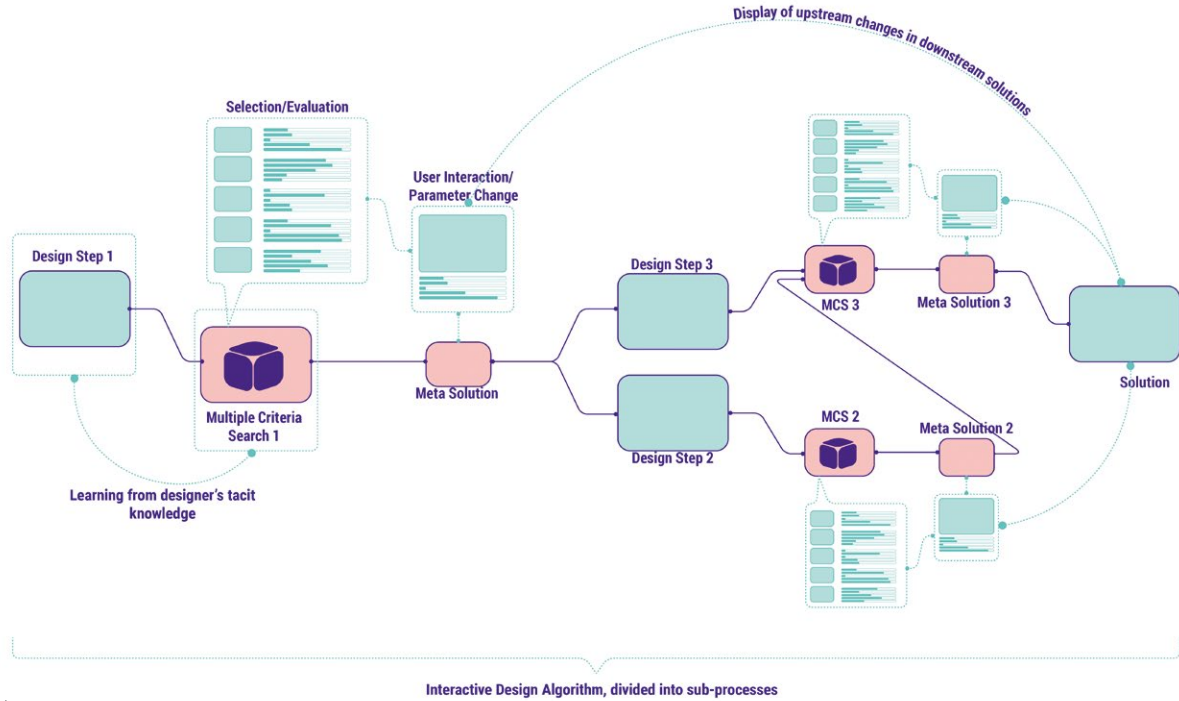 Display of upstream changes in downstream solutions
Selection/Evaluation
User Interaction/
Parameter Change
Design Step 1
Design Step 3
MCS 3
Meta Solution 3
Meta Solution
Solution
Multiple Criteria
Search 1
MCS 2
Meta Solution 2
Design Step 2
Learning from designer's tacit
knowledge
Interactive Design Algorithm, divided into sub-processes